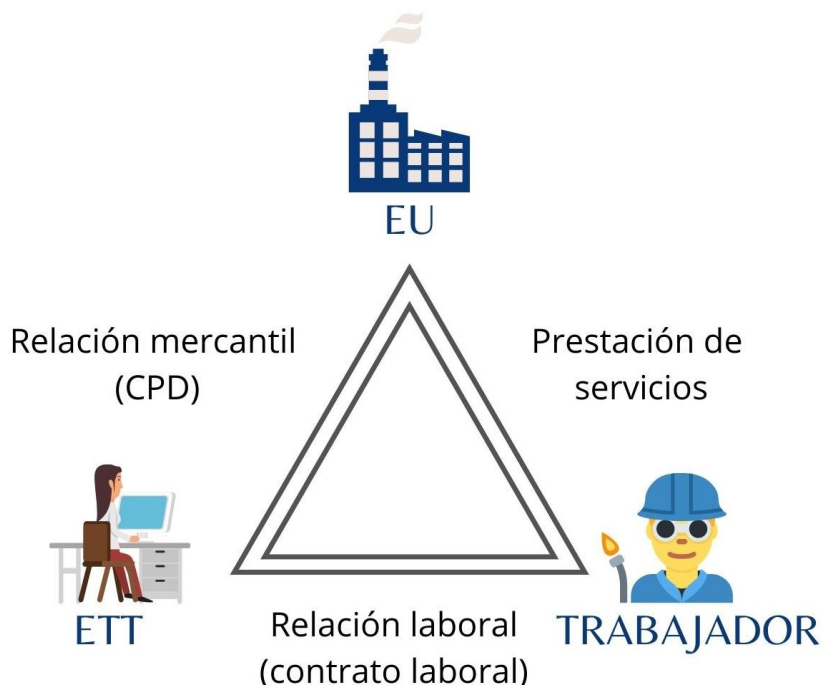 EU
Relación mercantil
(CPD)
Prestación de
servicios
ETT
Relación laboral
(contrato laboral)
TRABAJADOR